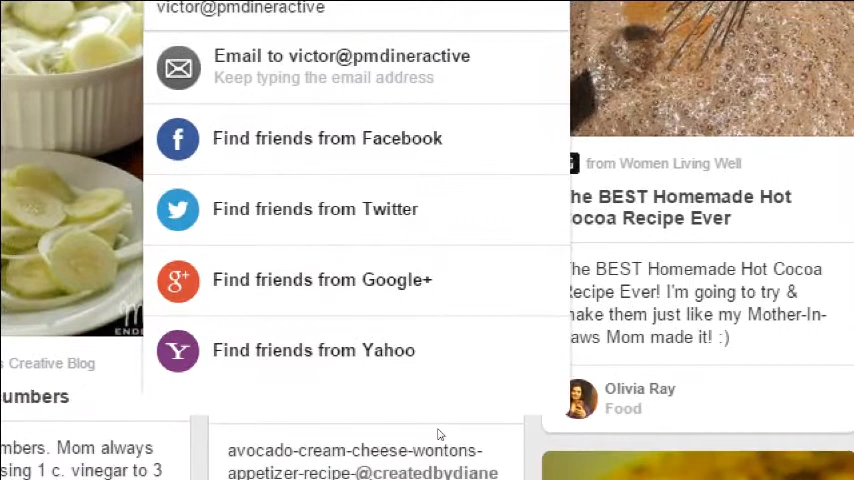 victor@pmdineractive
Email to victor@pmdineractive
Keep typing the email address
Find friends from Facebook
Find friends from Twitter
Find friends from Google+
Find friends from Yahoo
from Women Living Well
he BEST Homemade Hot
ocoa Recipe Ever
he BEST Homemade Hot Cocoa
Recipe Ever! I'm going to try &
make them just like my Mother-In-
aws Mom made it! :)
Olivia Ray
Food
s Creative Blog
umbers
mbers. Mom always
sing 1 c. vinegar to 3
avocado-cream-cheese-wontons-
appetizer-recipe-@createdbydiane